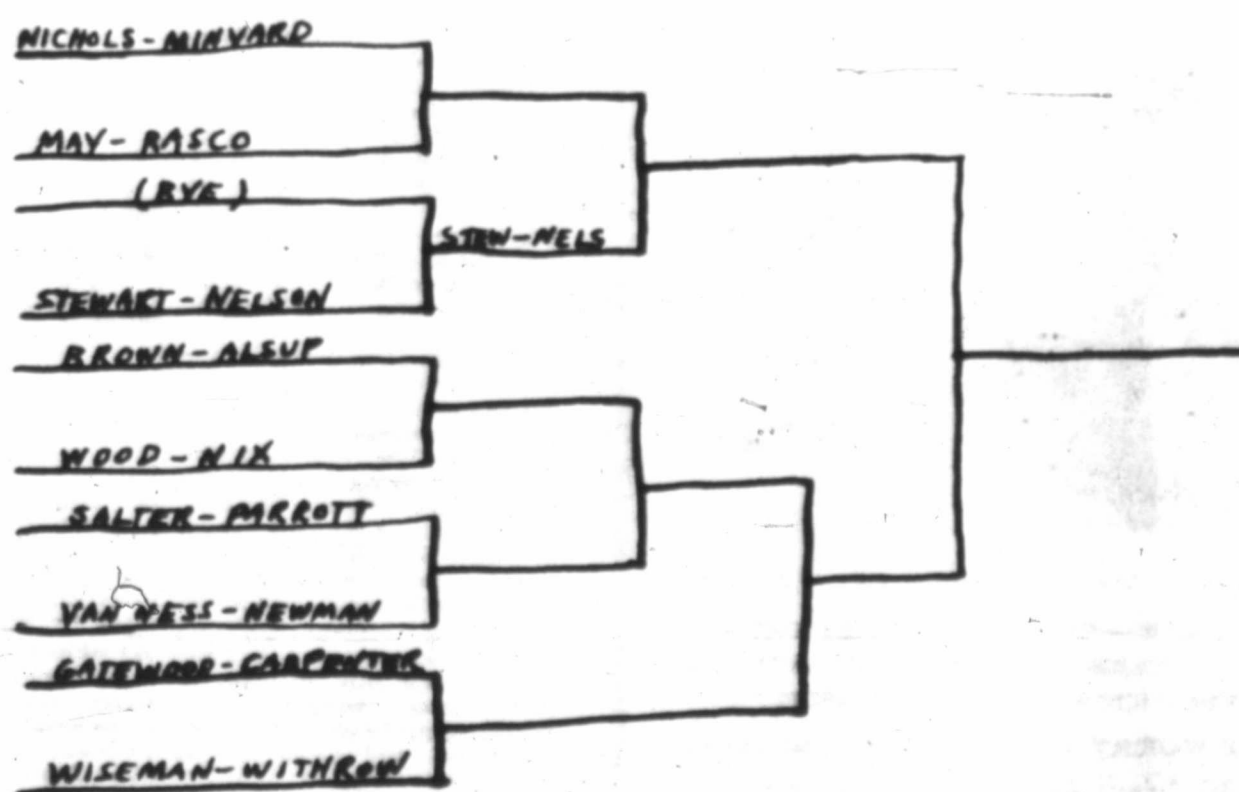 NICHOLS - MINYARD
MAY - RASCO
(BYE)
STEW - NELS
STEWART - NELSON
BROWN - ALSUP
WOOD - NIX
SALTER - PARROTT
VAN NESS - NEWMAN
GATEWOOD - CARPENTER
WISEMAN - WITHROW